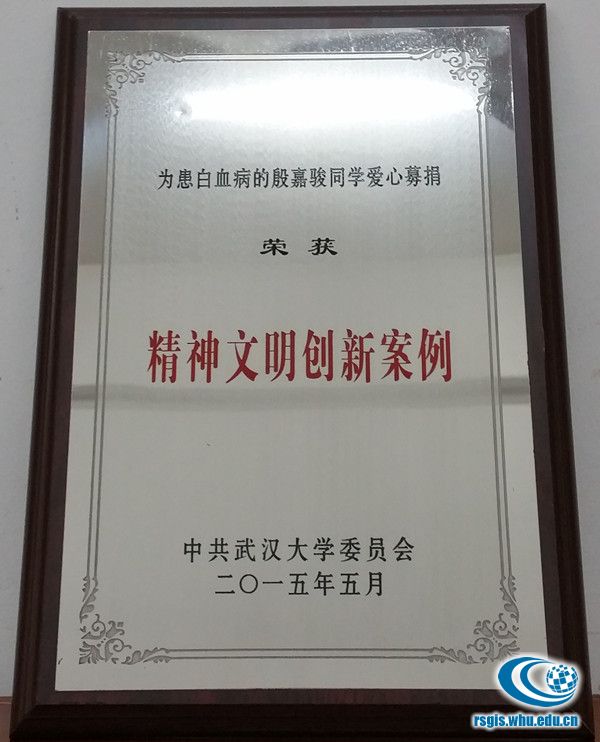 为患白血病的殷嘉骏同学爱心募捐
荣获
精神文明创新案例
中共武汉大学委员会
二〇一五年五月
rsgis.whu.edu.cn